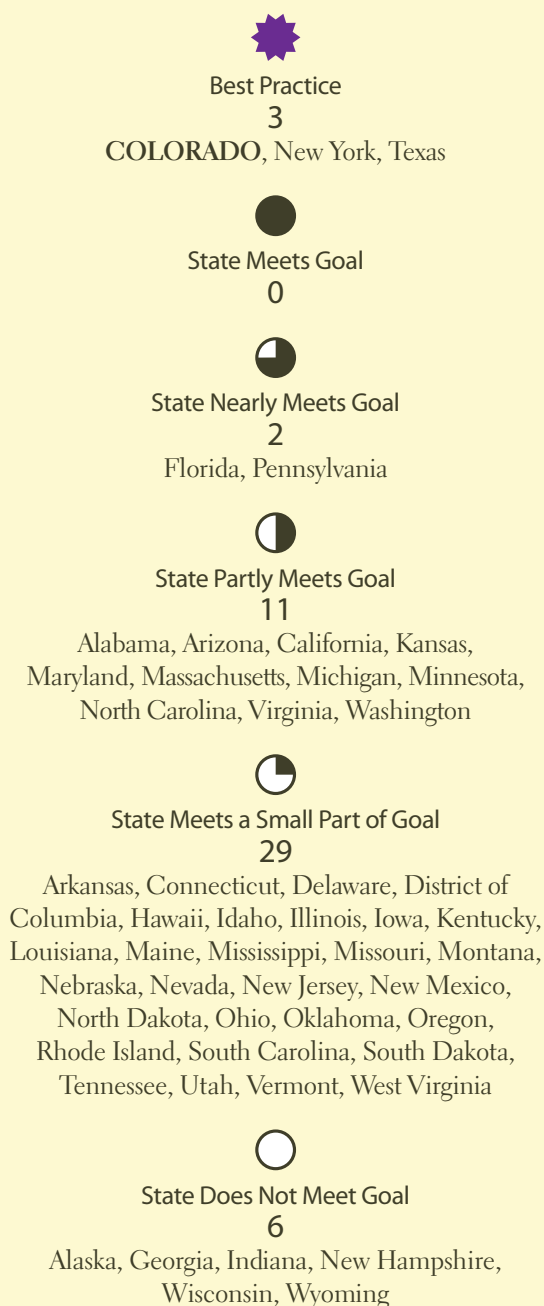 Best Practice
3
COLORADO, New York, Texas
State Meets Goal
0
State Nearly Meets Goal
2
Florida, Pennsylvania
State Partly Meets Goal
11
Alabama, Arizona, California, Kansas,
Maryland, Massachusetts, Michigan, Minnesota,
North Carolina, Virginia, Washington
State Meets a Small Part of Goal
29
Arkansas, Connecticut, Delaware, District of
Columbia, Hawaii, Idaho, Illinois, Iowa, Kentucky,
Louisiana, Maine, Mississippi, Missouri, Montana,
Nebraska, Nevada, New Jersey, New Mexico,
North Dakota, Ohio, Oklahoma, Oregon,
Rhode Island, South Carolina, South Dakota,
Tennessee, Utah, Vermont, West Virginia
State Does Not Meet Goal
6
Alaska, Georgia, Indiana, New Hampshire,
Wisconsin, Wyoming